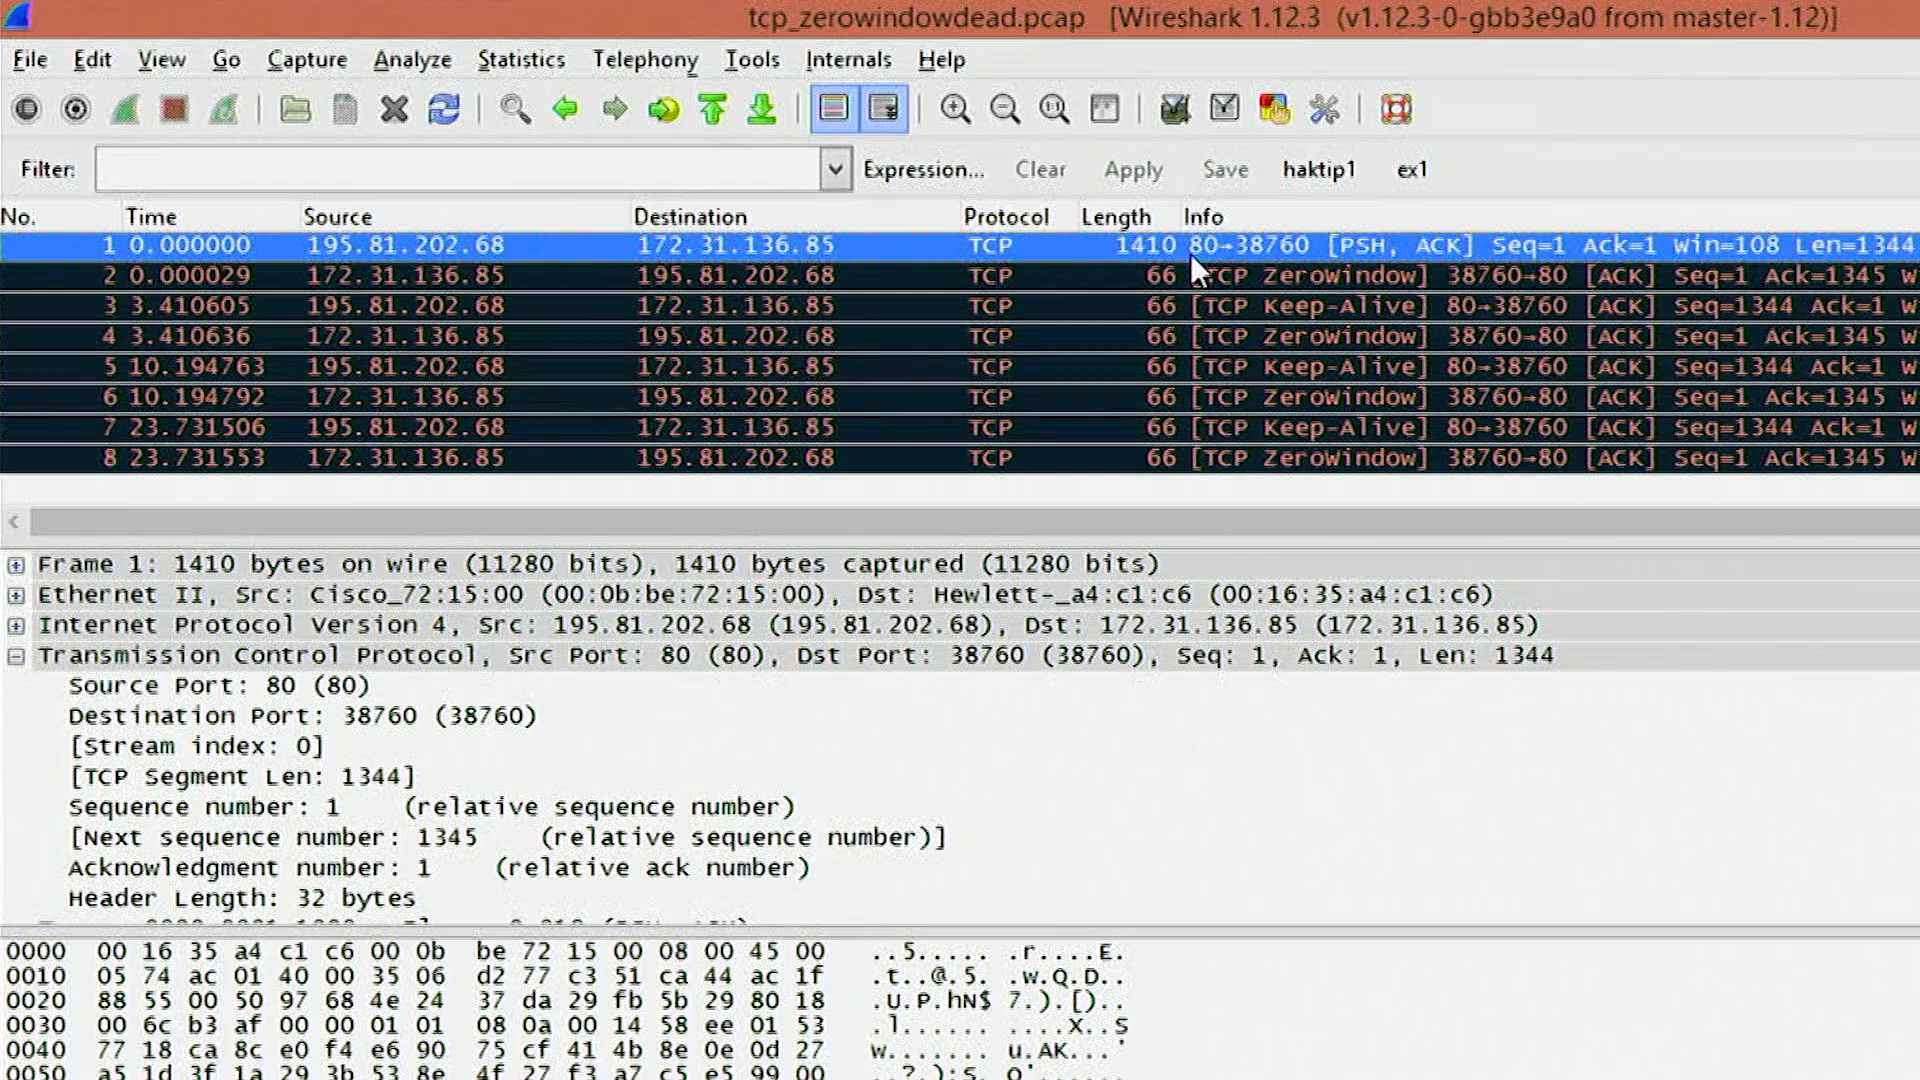 tcp_zerowindowdead.pcap [Wireshark 1.12.3 (v1.12.3-0-gbb3e9a0 from master-1.12)]
File Edit View Go Capture Analyze Statistics Telephony Tools Internals Help
Filter: Expression... Clear Apply Save haktip1 ex1
No. Time Source Destination Protocol Length Info
1 0.000000 195.81.202.68 172.31.136.85 TCP 1410 80→38760 [PSH, ACK] Seq=1 Ack=1 Win=108 Len=1344
2 0.000029 172.31.136.85 195.81.202.68 TCP 66 [TCP ZeroWindow] 38760→80 [ACK] Seq=1 Ack=1345 W
3 3.410605 195.81.202.68 172.31.136.85 TCP 66 [TCP Keep-Alive] 80→38760 [ACK] Seq=1344 Ack=1 W
4 3.410636 172.31.136.85 195.81.202.68 TCP 66 [TCP ZeroWindow] 38760→80 [ACK] Seq=1 Ack=1345 W
5 10.194763 195.81.202.68 172.31.136.85 TCP 66 [TCP Keep-Alive] 80→38760 [ACK] Seq=1344 Ack=1 W
6 10.194792 172.31.136.85 195.81.202.68 TCP 66 [TCP ZeroWindow] 38760→80 [ACK] Seq=1 Ack=1345 W
7 23.731506 195.81.202.68 172.31.136.85 TCP 66 [TCP Keep-Alive] 80→38760 [ACK] Seq=1344 Ack=1 W
8 23.731553 172.31.136.85 195.81.202.68 TCP 66 [TCP ZeroWindow] 38760→80 [ACK] Seq=1 Ack=1345 W
Frame 1: 1410 bytes on wire (11280 bits), 1410 bytes captured (11280 bits)
Ethernet II, Src: Cisco_72:15:00 (00:0b:be:72:15:00), Dst: Hewlett-_a4:c1:c6 (00:16:35:a4:c1:c6)
Internet Protocol Version 4, Src: 195.81.202.68 (195.81.202.68), Dst: 172.31.136.85 (172.31.136.85)
Transmission Control Protocol, Src Port: 80 (80), Dst Port: 38760 (38760), Seq: 1, Ack: 1, Len: 1344
Source Port: 80 (80)
Destination Port: 38760 (38760)
[Stream index: 0]
[TCP Segment Len: 1344]
Sequence number: 1 (relative sequence number)
[Next sequence number: 1345 (relative sequence number)]
Acknowledgment number: 1 (relative ack number)
Header Length: 32 bytes
0000 00 16 35 a4 c1 c6 00 0b be 72 15 00 08 00 45 00 ..5..... .r....E.
0010 05 74 ac 01 40 00 35 06 d2 77 c3 51 ca 44 ac 1f .t..@.5. .w.Q.D..
0020 88 55 00 50 97 68 4e 24 37 da 29 fb 5b 29 80 18 .U.P.hN$ 7.).[)..
0030 00 6c b3 af 00 00 01 01 08 0a 00 14 58 ee 01 53 .l...... ....X..S
0040 77 18 ca 8c e0 f4 e6 90 75 cf 41 4b 8e 0e 0d 27 w....... u.AK...'
0050 a5 1d 3f 1a 29 3b 53 8e 4f 27 f3 a7 c5 e5 99 00 ..?.);S. O'......